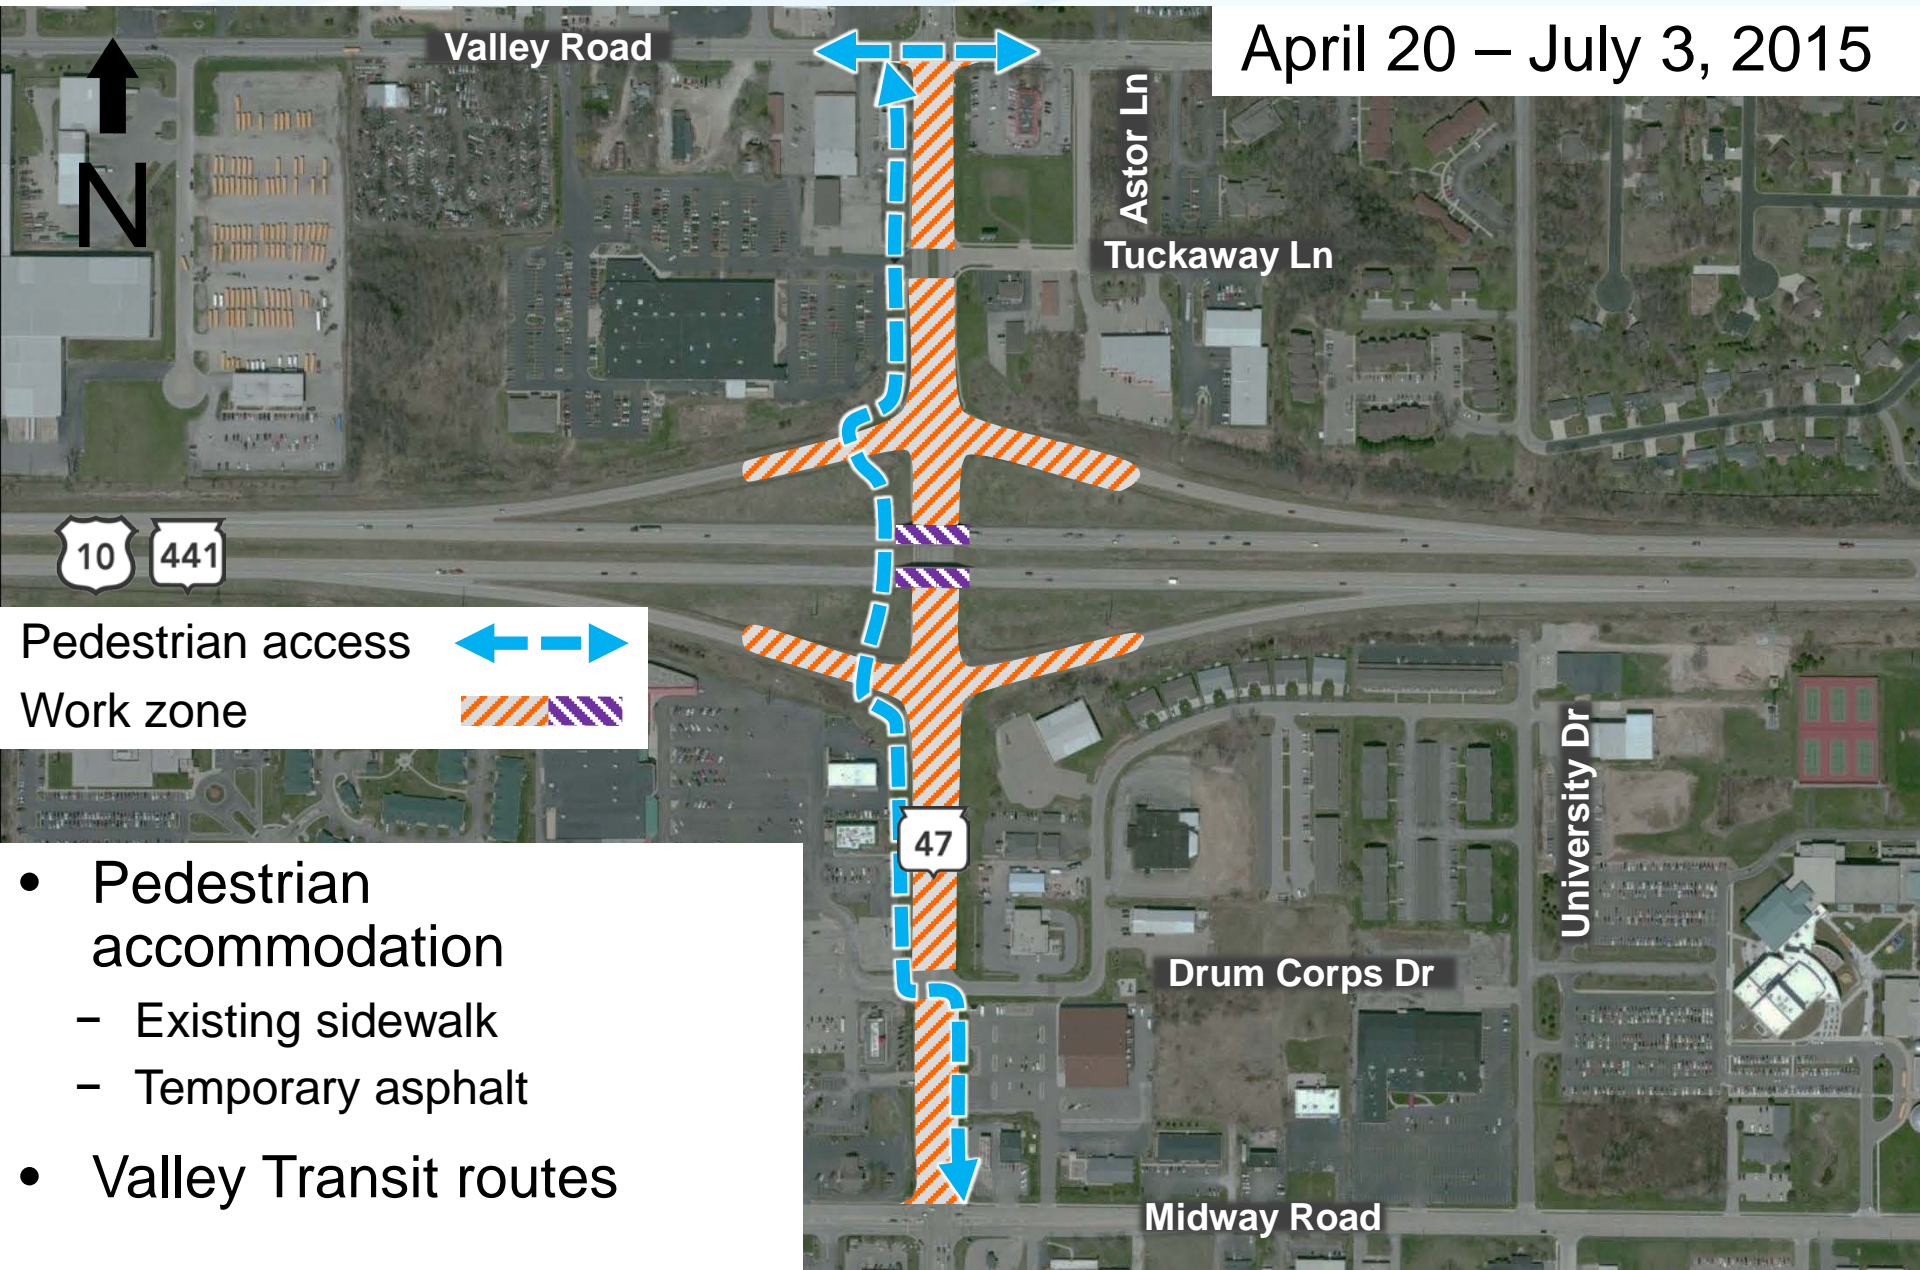 April 20 – July 3, 2015
Valley Road
N
Astor Ln
Tuckaway Ln
10
441
Pedestrian access
Work zone
University Dr
47
• Pedestrian
accommodation
– Existing sidewalk
– Temporary asphalt
• Valley Transit routes
Drum Corps Dr
Midway Road